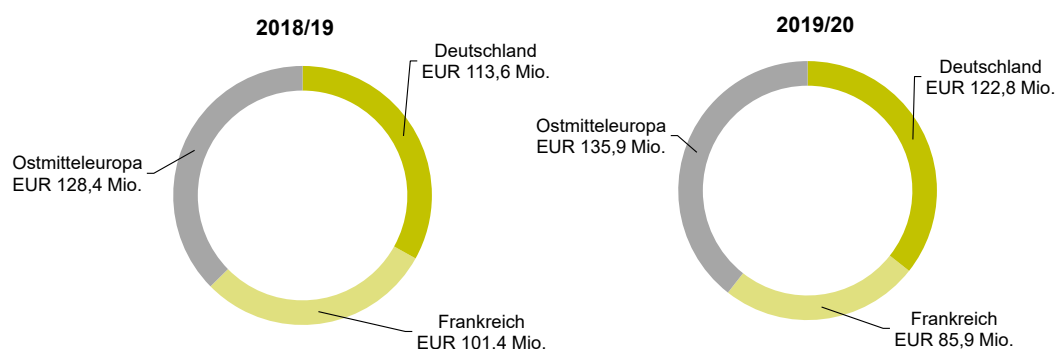 2018/19
Deutschland
EUR 113,6 Mio.
Ostmitteleuropa
EUR 128,4 Mio.
Frankreich
EUR 101,4 Mio.
2019/20
Deutschland
EUR 122,8 Mio.
Ostmitteleuropa
EUR 135,9 Mio.
Frankreich
EUR 85,9 Mio.